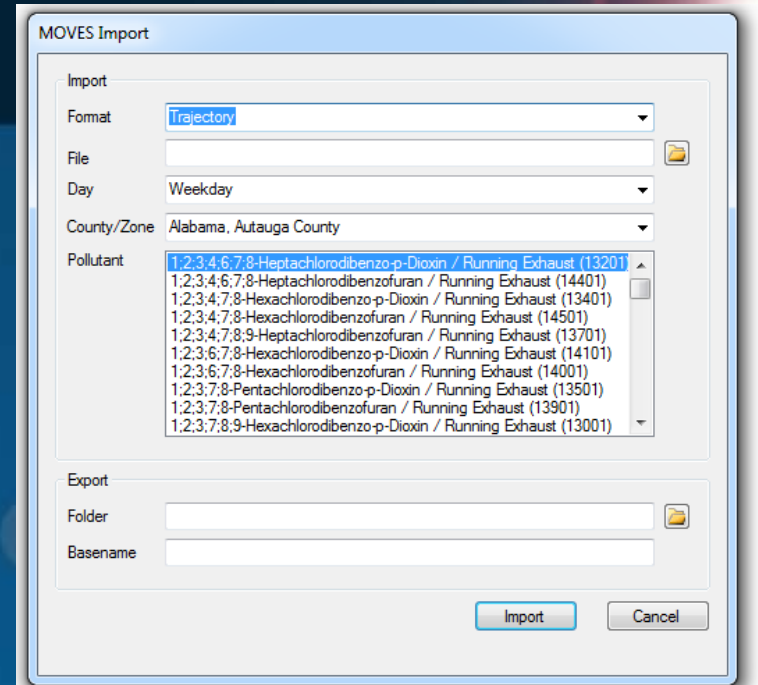 MOVES Import
Import
Format Trajectory
File
Day Weekday
County/Zone Alabama, Autauga County
Pollutant 1;2;3;4;6;7;8-Heptachlorodibenzo-p-Dioxin / Running Exhaust (13201)
1;2;3;4;6;7;8-Heptachlorodibenzofuran / Running Exhaust (14401)
1;2;3;4;7;8-Hexachlorodibenzo-p-Dioxin / Running Exhaust (13401)
1;2;3;4;7;8-Hexachlorodibenzofuran / Running Exhaust (14501)
1;2;3;4;7;8;9-Heptachlorodibenzofuran / Running Exhaust (13701)
1;2;3;6;7;8-Hexachlorodibenzo-p-Dioxin / Running Exhaust (14101)
1;2;3;6;7;8-Hexachlorodibenzofuran / Running Exhaust (14001)
1;2;3;7;8-Pentachlorodibenzo-p-Dioxin / Running Exhaust (13501)
1;2;3;7;8-Pentachlorodibenzofuran / Running Exhaust (13901)
1;2;3;7;8;9-Hexachlorodibenzo-p-Dioxin / Running Exhaust (13001)
Export
Folder
Basename
Import Cancel